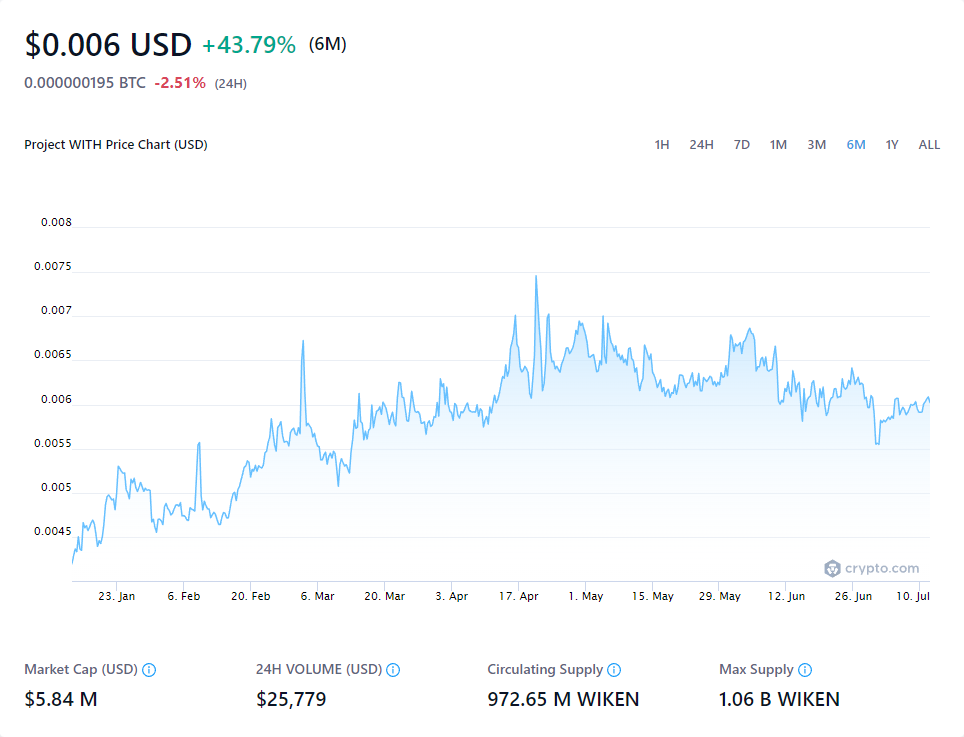 $0.006 USD +43.79% (6M)
0.000000195 BTC -2.51% (24H)
Project WITH Price Chart (USD) 1H 24H 7D 1M 3M 6M 1Y ALL
0.008
0.0075
0.007
0.0065
0.006
0.0055
0.005
0.0045
crypto.com
23. Jan 6. Feb 20. Feb 6. Mar 20. Mar 3. Apr 17. Apr 1. May 15. May 29. May 12. Jun 26. Jun 10. Jul
Market Cap (USD) 24H VOLUME (USD) Circulating Supply Max Supply
$5.84 M $25,779 972.65 M WIKEN 1.06 B WIKEN